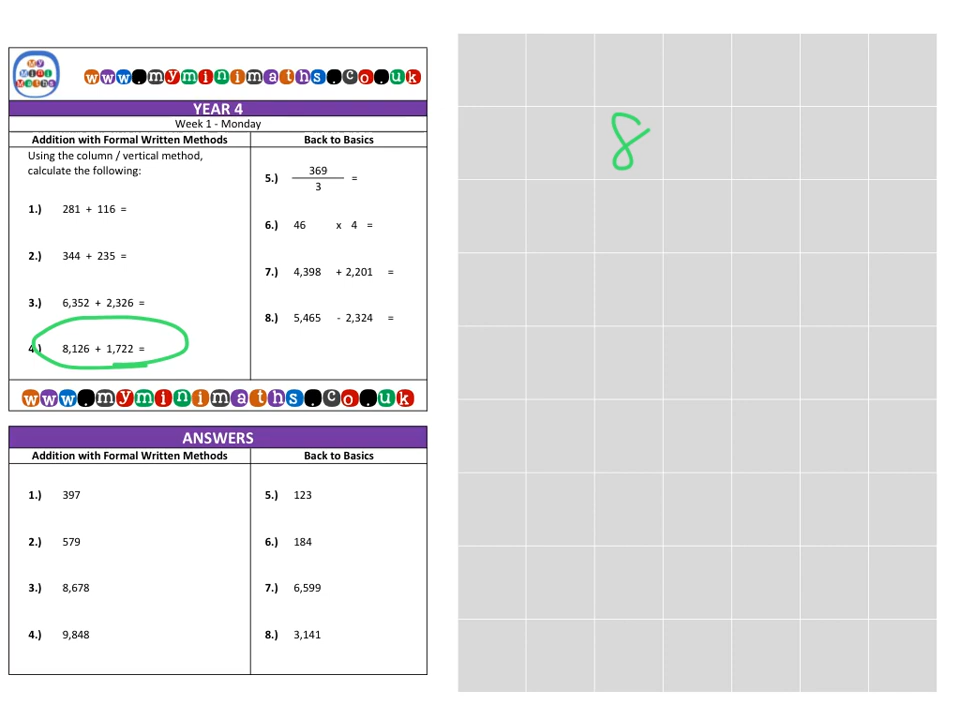 My
Mini
Maths
www.myminimaths.co.uk
YEAR 4
Week 1 - Monday
Addition with Formal Written Methods
Back to Basics
Using the column / vertical method,
calculate the following:
1.) 281 + 116 =
2.) 344 + 235 =
3.) 6,352 + 2,326 =
4.) 8,126 + 1,722 =
5.) 369
3 =
6.) 46 x 4 =
7.) 4,398 + 2,201 =
8.) 5,465 - 2,324 =
www.myminimaths.co.uk
ANSWERS
Addition with Formal Written Methods
Back to Basics
1.) 397
2.) 579
3.) 8,678
4.) 9,848
5.) 123
6.) 184
7.) 6,599
8.) 3,141
8